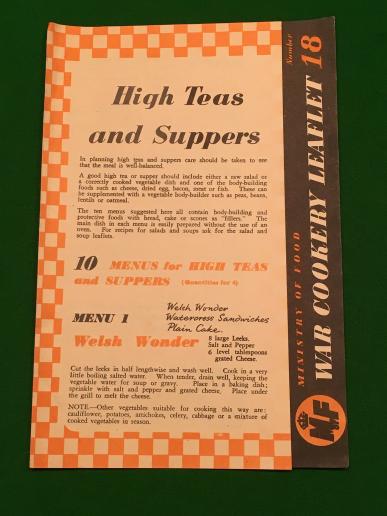 High Teas
and Suppers
In planning high teas and suppers care should be taken to see
that the meal is well-balanced.
A good high tea or supper should include either a raw salad or
a correctly cooked vegetable dish and one of the body-building
foods such as cheese, dried egg, bacon, meat or fish. These can
be supplemented with a vegetable body-builder such as peas, beans,
lentils or oatmeal.
The ten menus suggested here all contain body-building and
protective foods with bread, cake or scones as "fillers." The
main dish in each menu is easily prepared without the use of an
oven. For recipes for salads and soups ask for the salad and
soup leaflets.
10 MENUS for HIGH TEAS
and SUPPERS (Quantities for 4)
MENU 1
Welsh Wonder
Watercress Sandwiches
Plain Cake.
Welsh Wonder
8 large Leeks.
Salt and Pepper
6 level tablespoons
grated Cheese.
Cut the leeks in half lengthwise and wash well. Cook in a very
little boiling salted water. When tender, drain well, keeping the
vegetable water for soup or gravy. Place in a baking dish;
sprinkle with salt and pepper and grated cheese. Place under
the grill to melt the cheese.
NOTE—Other vegetables suitable for cooking this way are:
cauliflower, potatoes, artichokes, celery, cabbage or a mixture of
cooked vegetables in season.
MINISTRY OF FOOD
WAR COOKERY LEAFLET
Number
18
MF